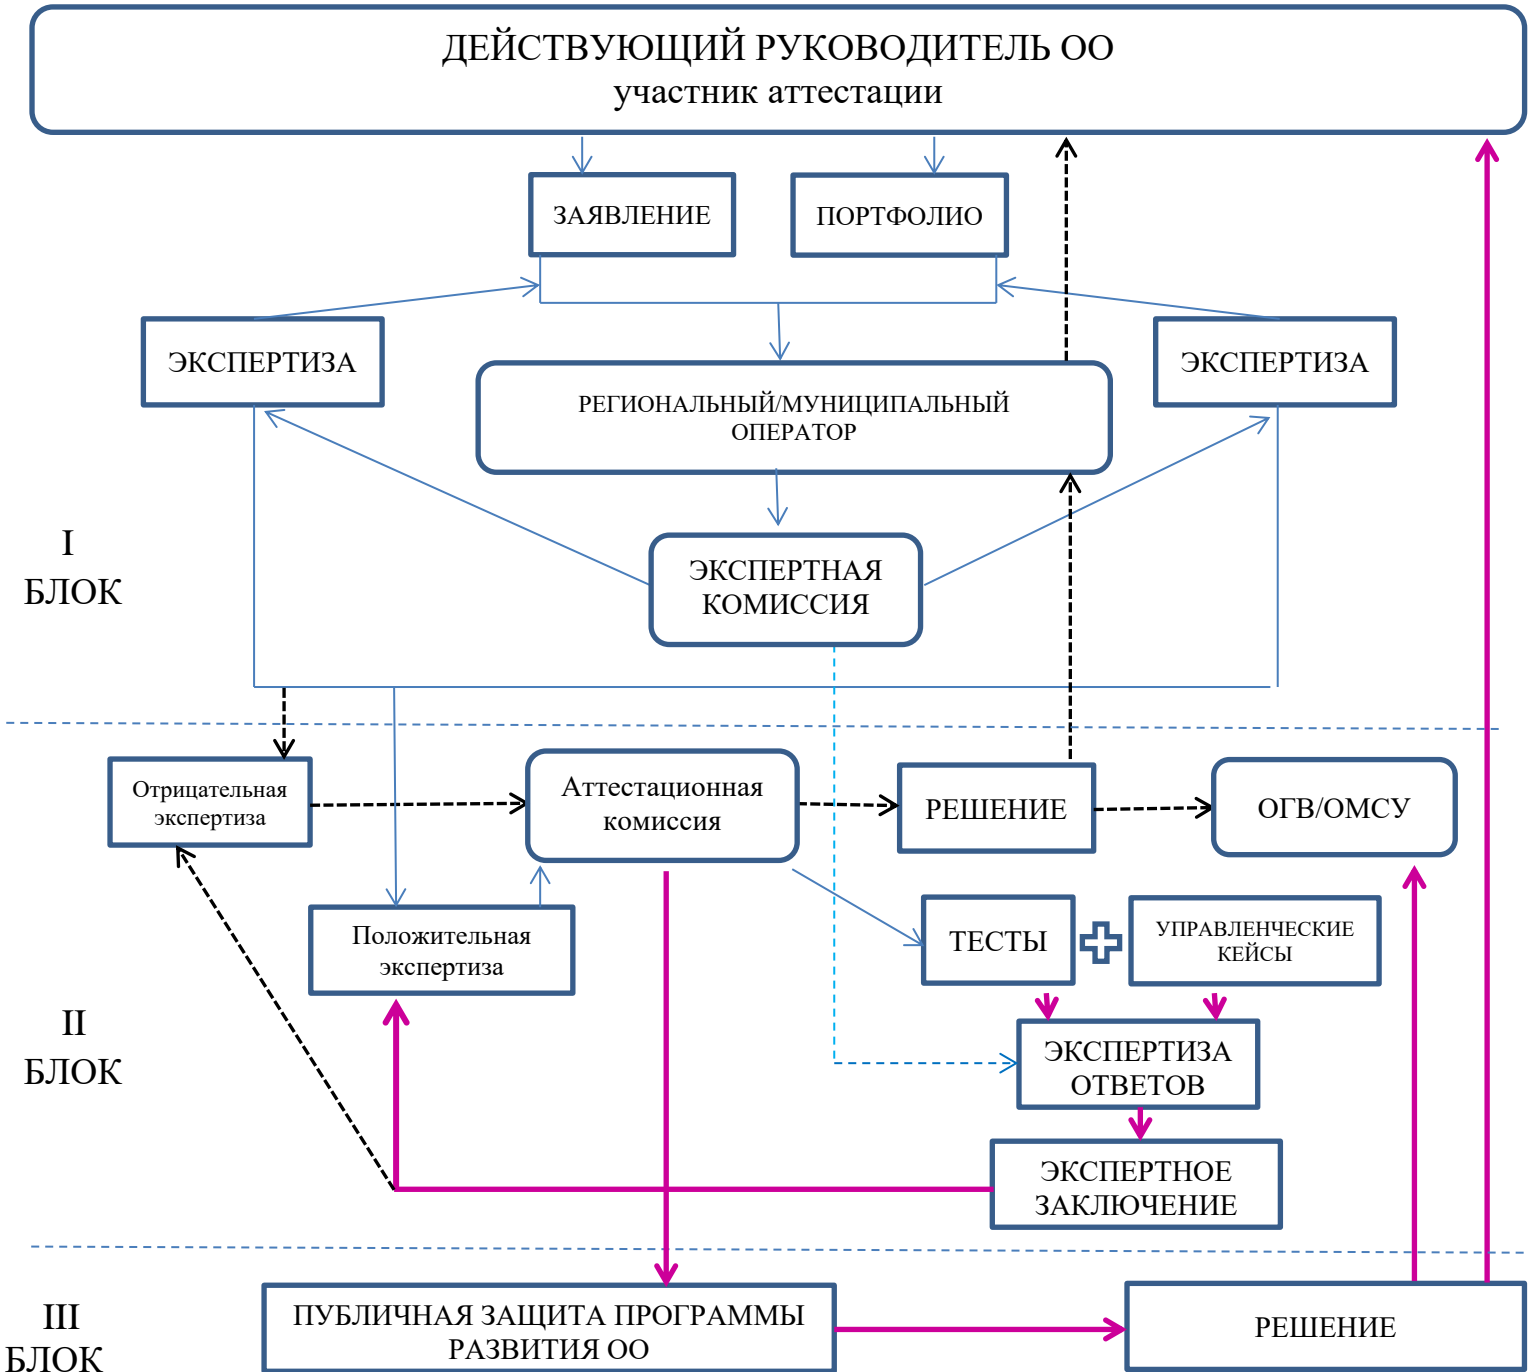 ДЕЙСТВУЮЩИЙ РУКОВОДИТЕЛЬ ОО
участник аттестации
ЗАЯВЛЕНИЕ
ПОРТФОЛИО
ЭКСПЕРТИЗА
РЕГИОНАЛЬНЫЙ/МУНИЦИПАЛЬНЫЙ
ОПЕРАТОР
ЭКСПЕРТИЗА
I
БЛОК
ЭКСПЕРТНАЯ
КОМИССИЯ
Отрицательная
экспертиза
Аттестационная
комиссия
РЕШЕНИЕ
ОГВ/ОМСУ
Положительная
экспертиза
ТЕСТЫ
УПРАВЛЕНЧЕСКИЕ
КЕЙСЫ
II
БЛОК
ЭКСПЕРТИЗА
ОТВЕТОВ
ЭКСПЕРТНОЕ
ЗАКЛЮЧЕНИЕ
III
БЛОК
ПУБЛИЧНАЯ ЗАЩИТА ПРОГРАММЫ
РАЗВИТИЯ ОО
РЕШЕНИЕ